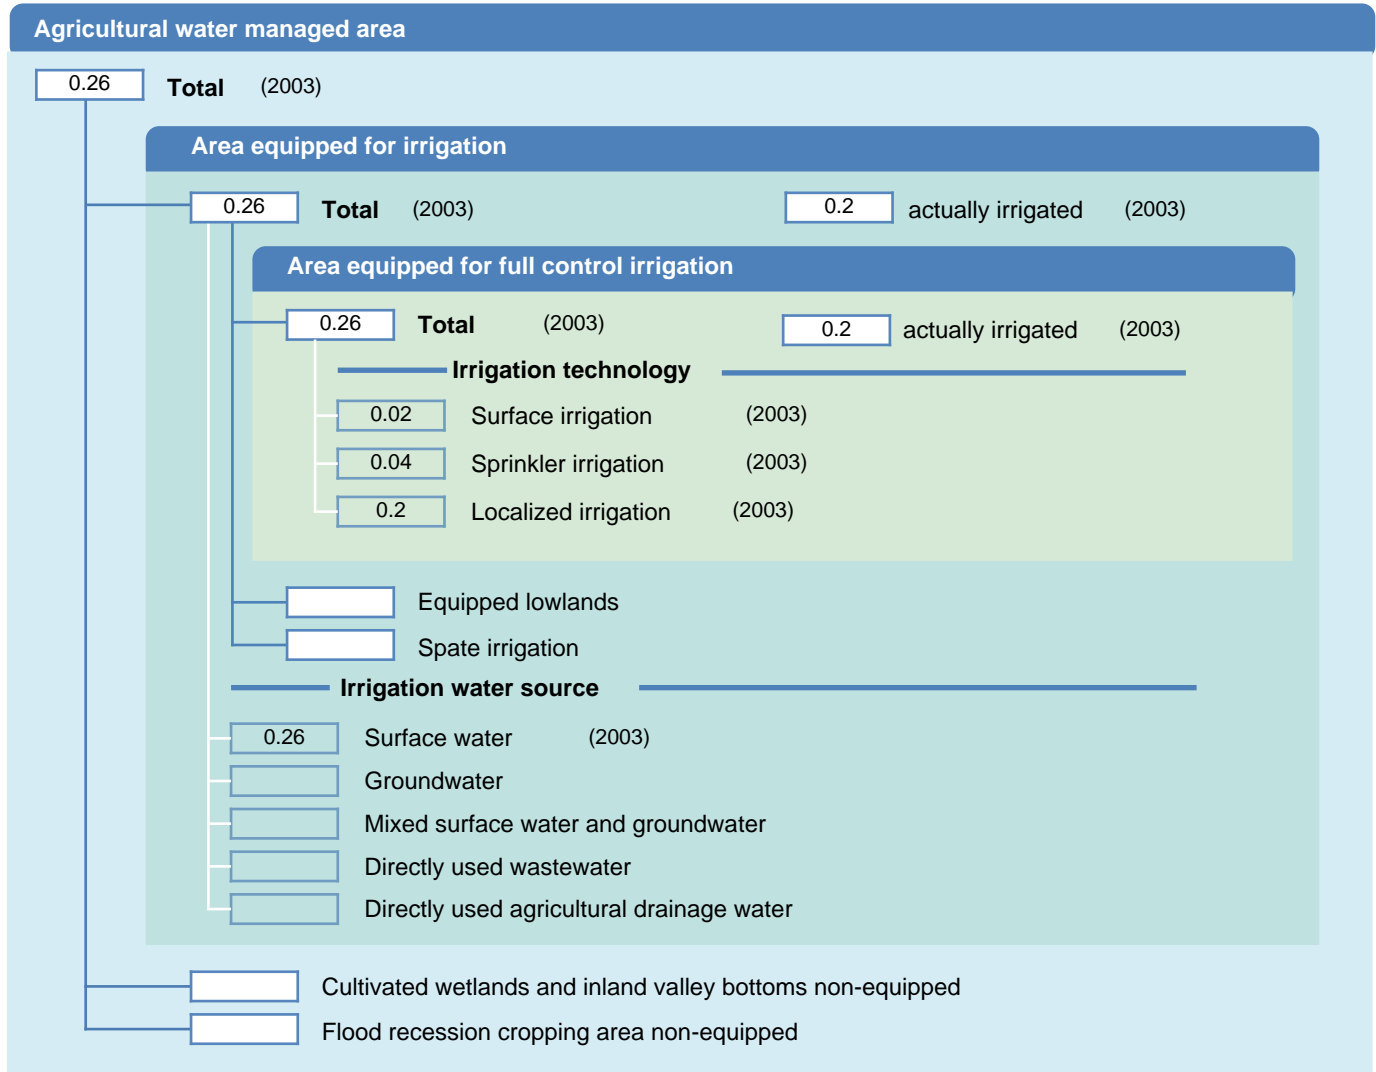 Agricultural water managed area
0.26 Total (2003)
Area equipped for irrigation
0.26 Total (2003) 0.2 actually irrigated (2003)
Area equipped for full control irrigation
0.26 Total (2003) 0.2 actually irrigated (2003)
Irrigation technology
0.02 Surface irrigation (2003)
0.04 Sprinkler irrigation (2003)
0.2 Localized irrigation (2003)
Equipped lowlands
Spate irrigation
Irrigation water source
0.26 Surface water (2003)
Groundwater
Mixed surface water and groundwater
Directly used wastewater
Directly used agricultural drainage water
Cultivated wetlands and inland valley bottoms non-equipped
Flood recession cropping area non-equipped